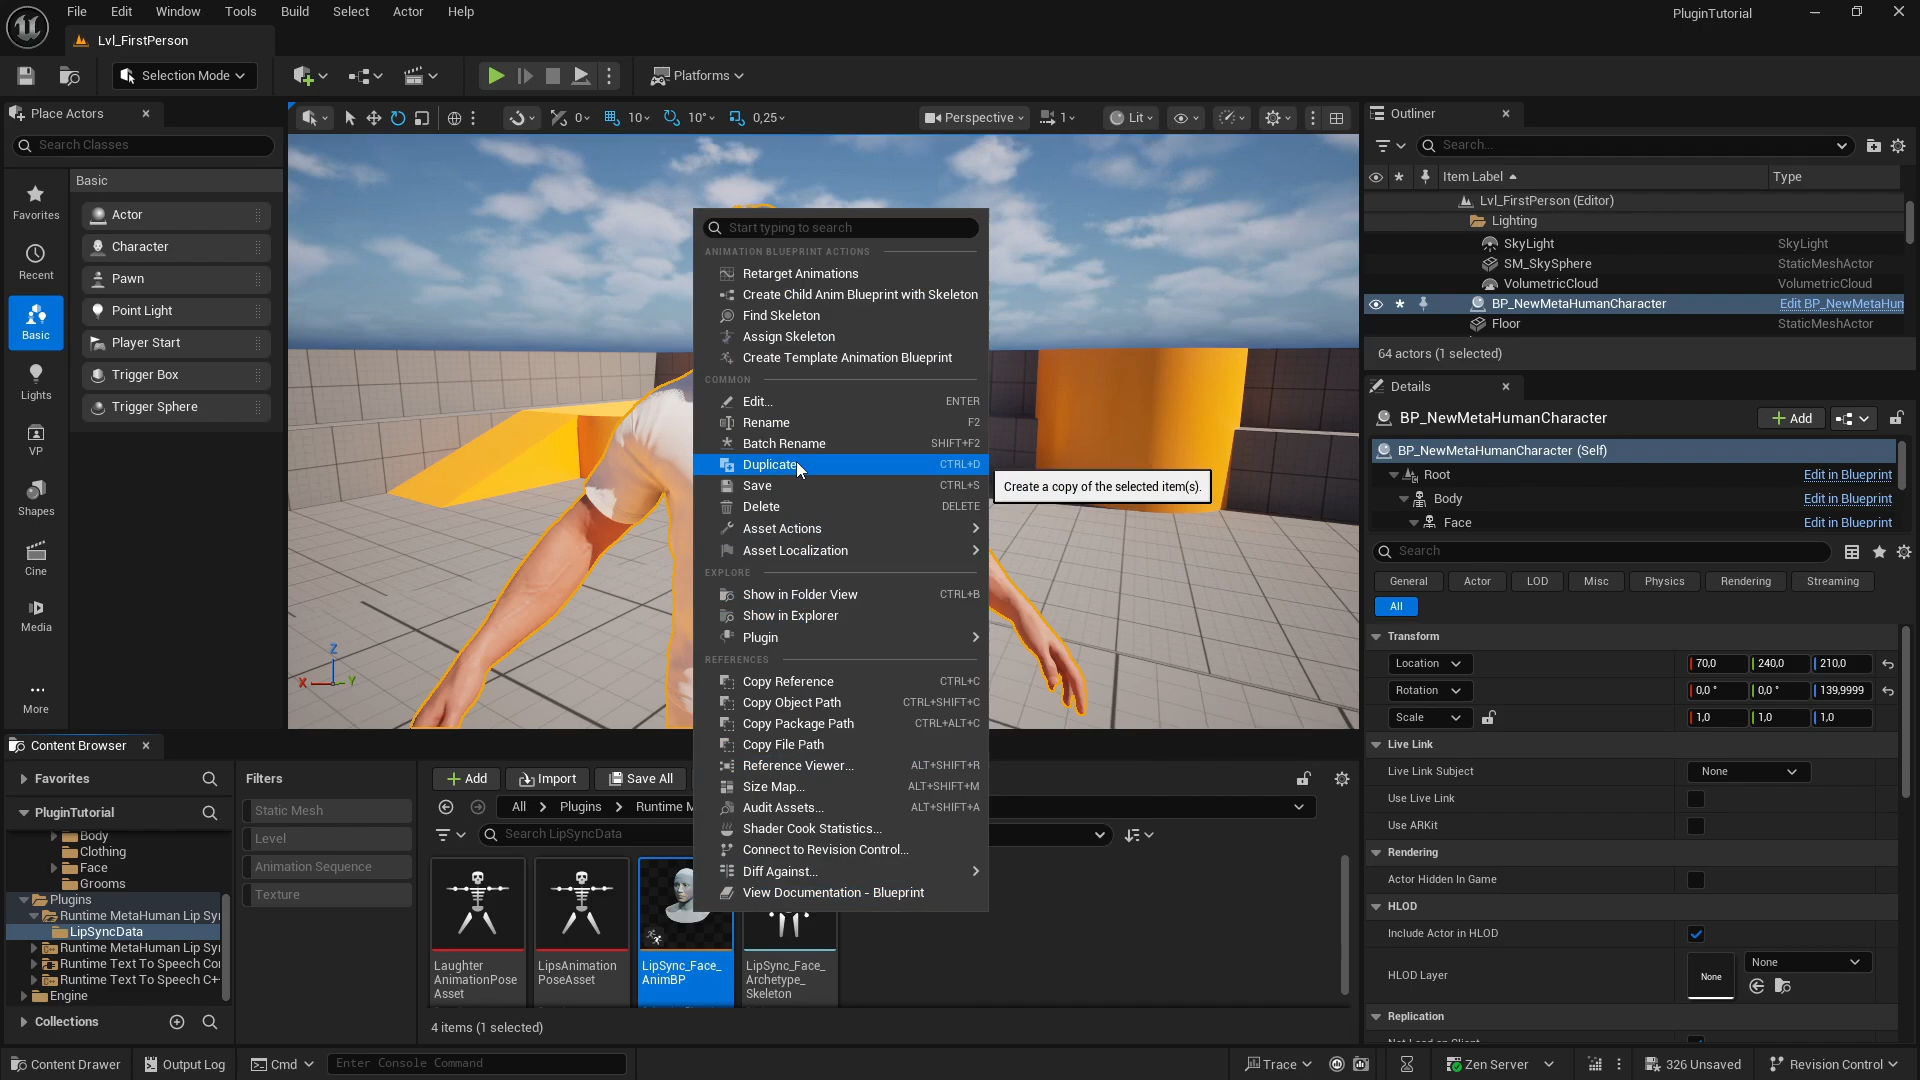 File Edit Window Tools Build Select Actor Help
PluginTutorial
Lvl_FirstPerson
Selection Mode
Platforms
Place Actors
Search Classes
Basic
Favorites
Recent
Basic
Lights
VP
Shapes
Cine
Media
More
Actor
Character
Pawn
Point Light
Player Start
Trigger Box
Trigger Sphere
0 10 10° 0,25
Perspective 1 Lit
Z
X Y
Start typing to search
ANIMATION BLUEPRINT ACTIONS
Retarget Animations
Create Child Anim Blueprint with Skeleton
Find Skeleton
Assign Skeleton
Create Template Animation Blueprint
COMMON
Edit... ENTER
Rename F2
Batch Rename SHIFT+F2
Duplicate CTRL+D
Save CTRL+S
Delete DELETE
Asset Actions
Asset Localization
EXPLORE
Show in Folder View CTRL+B
Show in Explorer
Plugin
REFERENCES
Copy Reference CTRL+C
Copy Object Path CTRL+SHIFT+C
Copy Package Path CTRL+ALT+C
Copy File Path
Reference Viewer... ALT+SHIFT+R
Size Map... ALT+SHIFT+M
Audit Assets... ALT+SHIFT+A
Shader Cook Statistics...
Connect to Revision Control...
Diff Against...
View Documentation - Blueprint
Create a copy of the selected item(s).
Outliner
Search...
Item Label Type
Lvl_FirstPerson (Editor)
Lighting
SkyLight SkyLight
SM_SkySphere StaticMeshActor
VolumetricCloud VolumetricCloud
BP_NewMetaHumanCharacter Edit BP_NewMetaHum
Floor StaticMeshActor
64 actors (1 selected)
Details
BP_NewMetaHumanCharacter
Add
BP_NewMetaHumanCharacter (Self)
Root Edit in Blueprint
Body Edit in Blueprint
Face Edit in Blueprint
Search
General Actor LOD Misc Physics Rendering Streaming
All
Transform
Location 70,0 240,0 210,0
Rotation 0,0 ° 0,0 ° 139,9999
Scale 1,0 1,0 1,0
Live Link
Live Link Subject None
Use Live Link
Use ARKit
Rendering
Actor Hidden In Game
HLOD
Include Actor in HLOD
HLOD Layer None None
Replication
Content Browser
Favorites
PluginTutorial
Body
Clothing
Face
Grooms
Plugins
Runtime MetaHuman Lip Syn
LipSyncData
Runtime MetaHuman Lip Syn
Runtime Text To Speech Co
Runtime Text To Speech C+
Engine
Collections
Filters
Static Mesh
Level
Animation Sequence
Texture
Add Import Save All
All Plugins Runtime M
Search LipSyncData
Laughter AnimationPose Asset
LipsAnimation PoseAsset
LipSync_Face_ AnimBP
LipSync_Face_ Archetype_ Skeleton
4 items (1 selected)
Content Drawer Output Log Cmd Enter Console Command
Trace Zen Server 326 Unsaved Revision Control